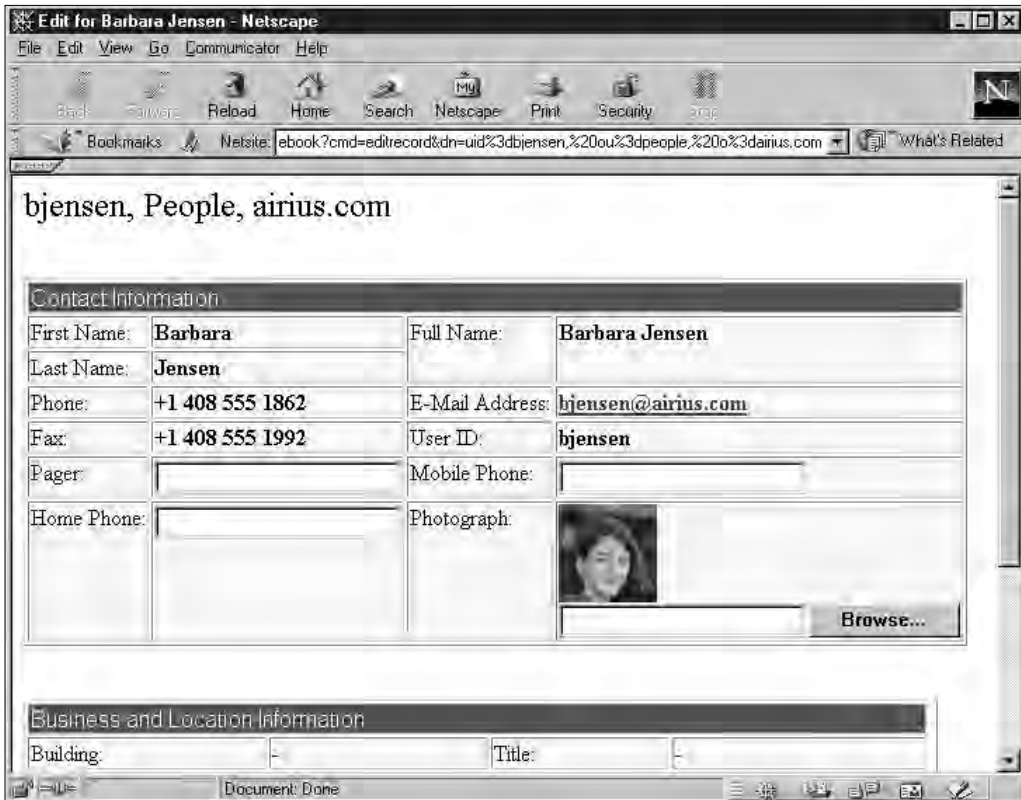 Edit for Barbara Jensen - Netscape
File Edit View Go Communicator Help
Back Forward Reload Home Search Netscape Print Security Stop
My
N
Bookmarks Netsite: ebook?cmd=editrecord&dn=uid%3dbjensen,%20ou%3dpeople,%20o%3dairius.com What's Related
bjensen, People, airius.com
Contact Information
First Name: Barbara Full Name: Barbara Jensen
Last Name: Jensen
Phone: +1 408 555 1862 E-Mail Address: bjensen@airius.com
Fax: +1 408 555 1992 User ID: bjensen
Pager: Mobile Phone:
Home Phone: Photograph:
Browse...
Business and Location Information
Building: - Title: -
Document: Done